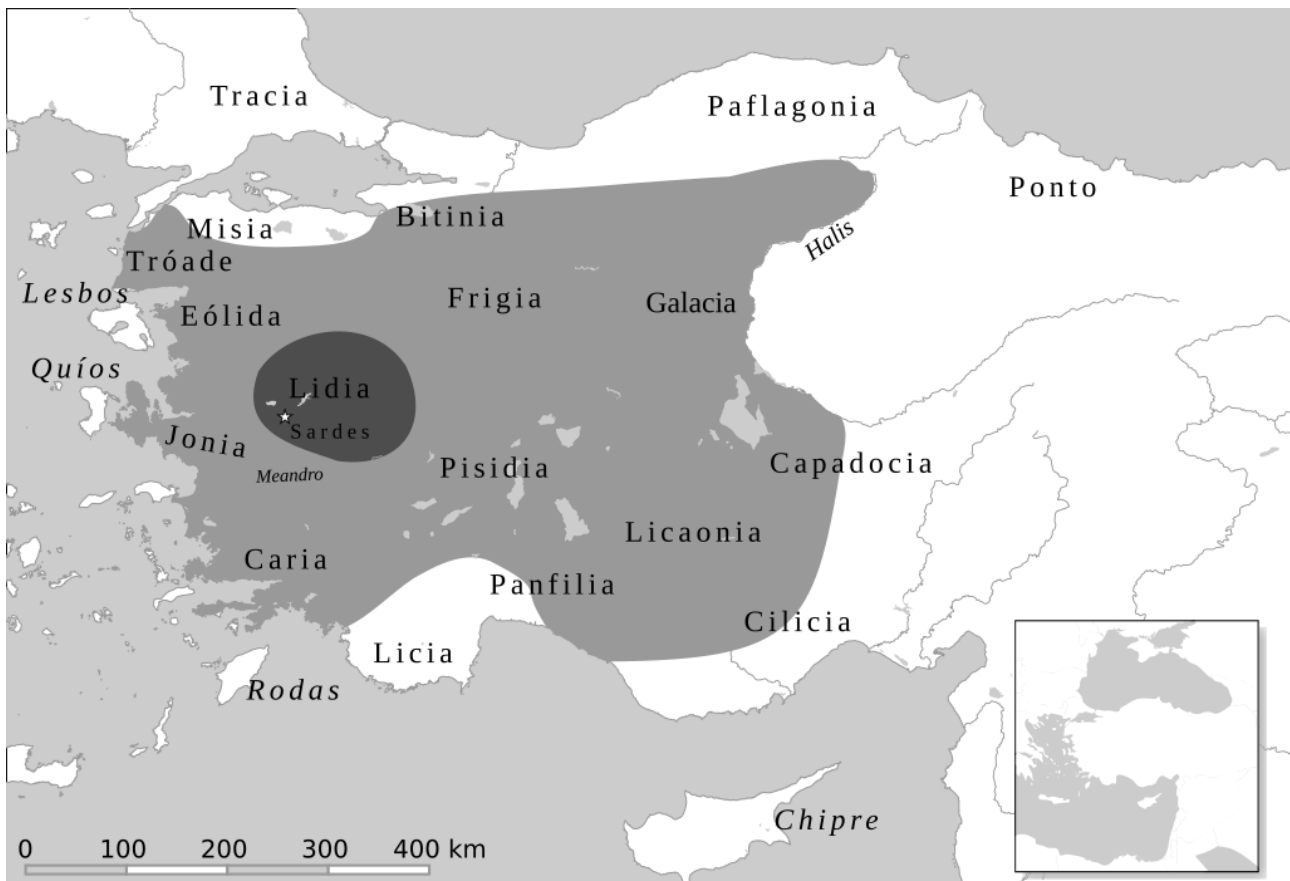 Tracia
Paflagonia
Ponto
Bitinia
Misia
Halis
Tróade
Lesbos
Frigia
Galacia
Eólida
Quíos
Lidia
Sardes
Jonia
Meandro
Pisidia
Capadocia
Licaonia
Caria
Panfilia
Cilicia
Licia
Rodas
Chipre
0 100 200 300 400 km